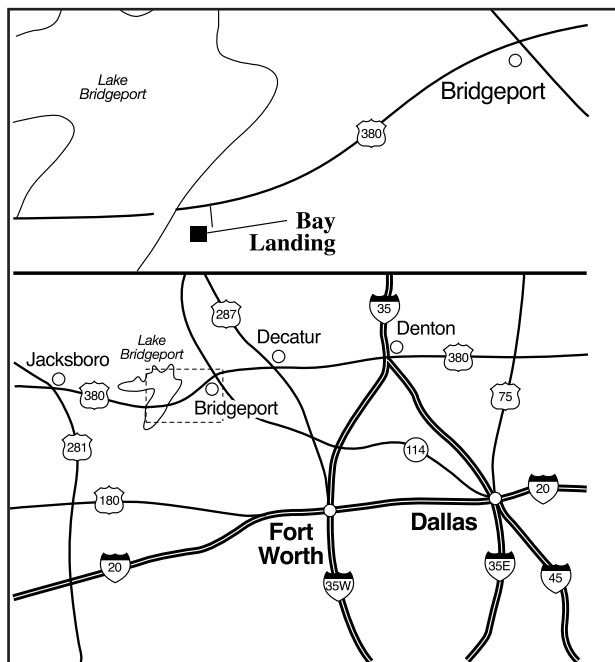 Lake
Bridgeport
Bridgeport
380
Bay
Landing
287
35
Decatur
Denton
Lake
Bridgeport
Jacksboro
380
380
Bridgeport
75
281
114
180
20
Dallas
Fort
Worth
20
35W
35E
45